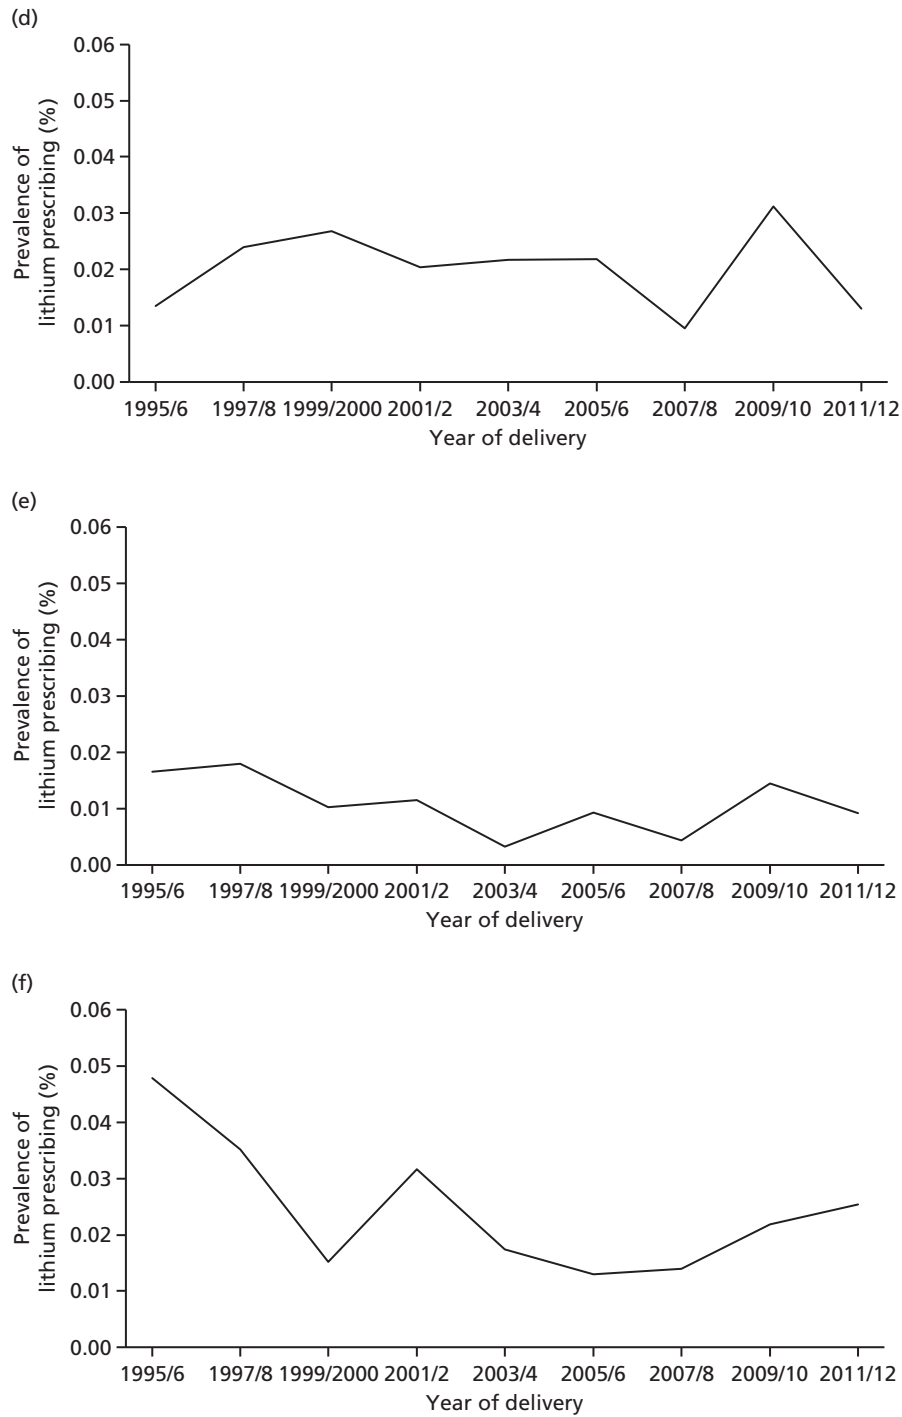 (d)
Prevalence of
lithium prescribing (%)
0.06
0.05
0.04
0.03
0.02
0.01
0.00
1995/6 1997/8 1999/2000 2001/2 2003/4 2005/6 2007/8 2009/10 2011/12
Year of delivery
(e)
Prevalence of
lithium prescribing (%)
0.06
0.05
0.04
0.03
0.02
0.01
0.00
1995/6 1997/8 1999/2000 2001/2 2003/4 2005/6 2007/8 2009/10 2011/12
Year of delivery
(f)
Prevalence of
lithium prescribing (%)
0.06
0.05
0.04
0.03
0.02
0.01
0.00
1995/6 1997/8 1999/2000 2001/2 2003/4 2005/6 2007/8 2009/10 2011/12
Year of delivery